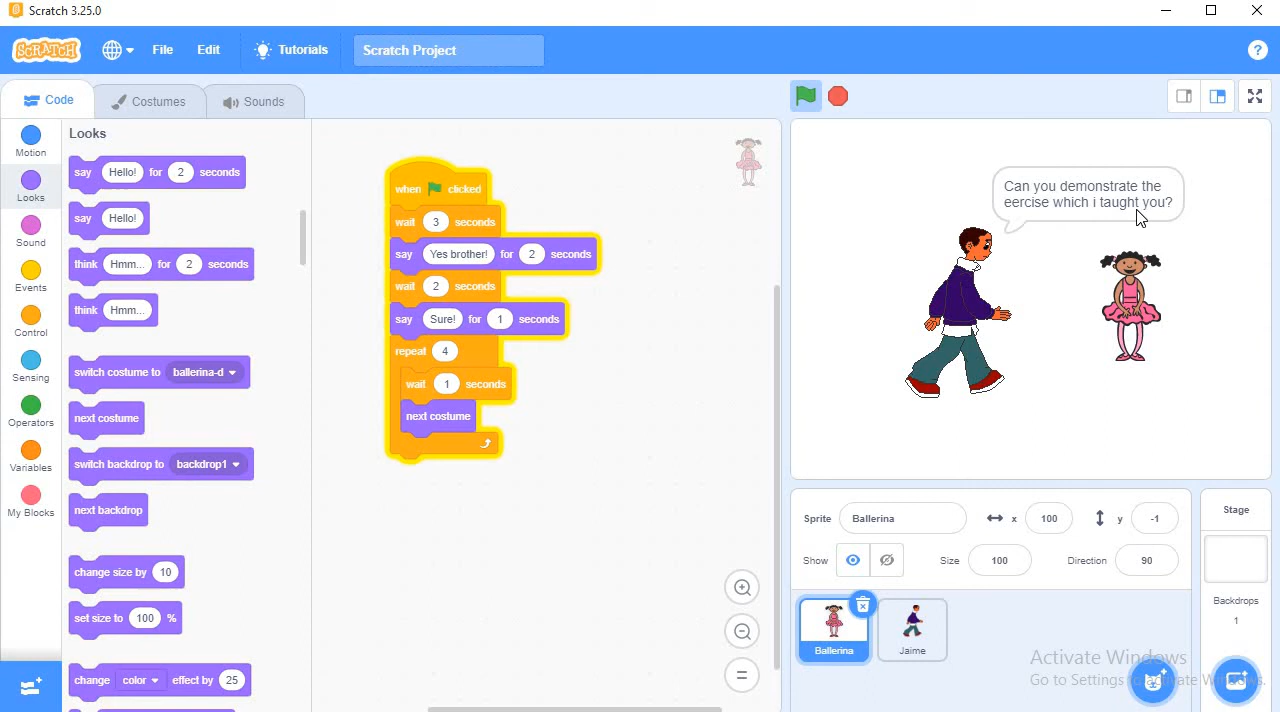 Scratch 3.25.0
SCRATCH File Edit Tutorials Scratch Project ?
Code Costumes Sounds
Motion
Looks
Sound
Events
Control
Sensing
Operators
Variables
My Blocks
Looks
say Hello! for 2 seconds
say Hello!
think Hmm... for 2 seconds
think Hmm...
switch costume to ballerina-d
next costume
switch backdrop to backdrop1
next backdrop
change size by 10
set size to 100 %
change color effect by 25
when clicked
wait 3 seconds
say Yes brother! for 2 seconds
wait 2 seconds
say Sure! for 1 seconds
repeat 4
wait 1 seconds
next costume
Can you demonstrate the
eercise which i taught you?
Sprite Ballerina x 100 y -1
Show Size 100 Direction 90
Ballerina
Jaime
Stage
Backdrops
1
Activate Windows
Go to Settings to activate Windows.